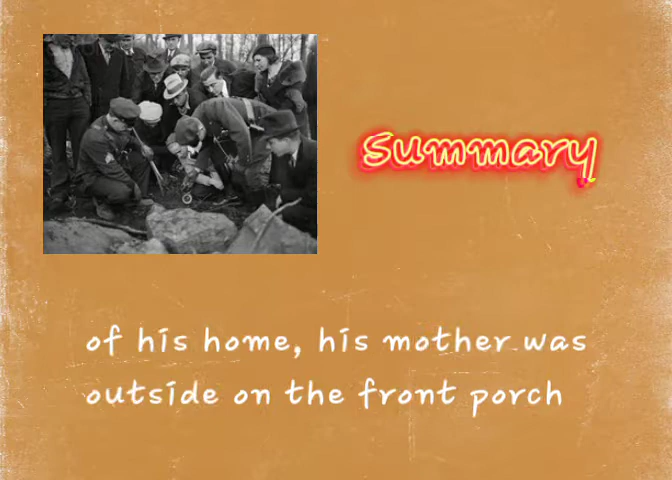 Summary
of his home, his mother was
outside on the front porch